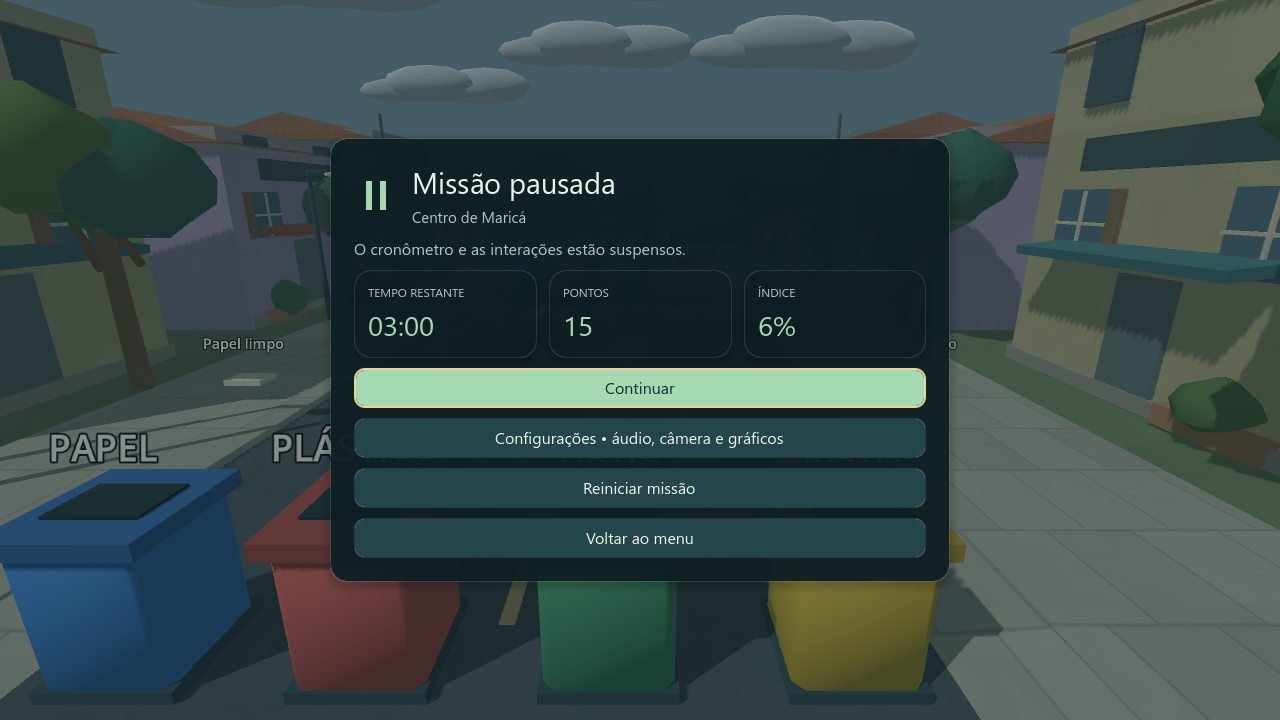 Missão pausada
Centro de Maricá
O cronômetro e as interações estão suspensos.
TEMPO RESTANTE
PONTOS
ÍNDICE
03:00
15
6%
Papel limpo
Continuar
Configurações • áudio, câmera e gráficos
PAPEL
Reiniciar missão
Voltar ao menu